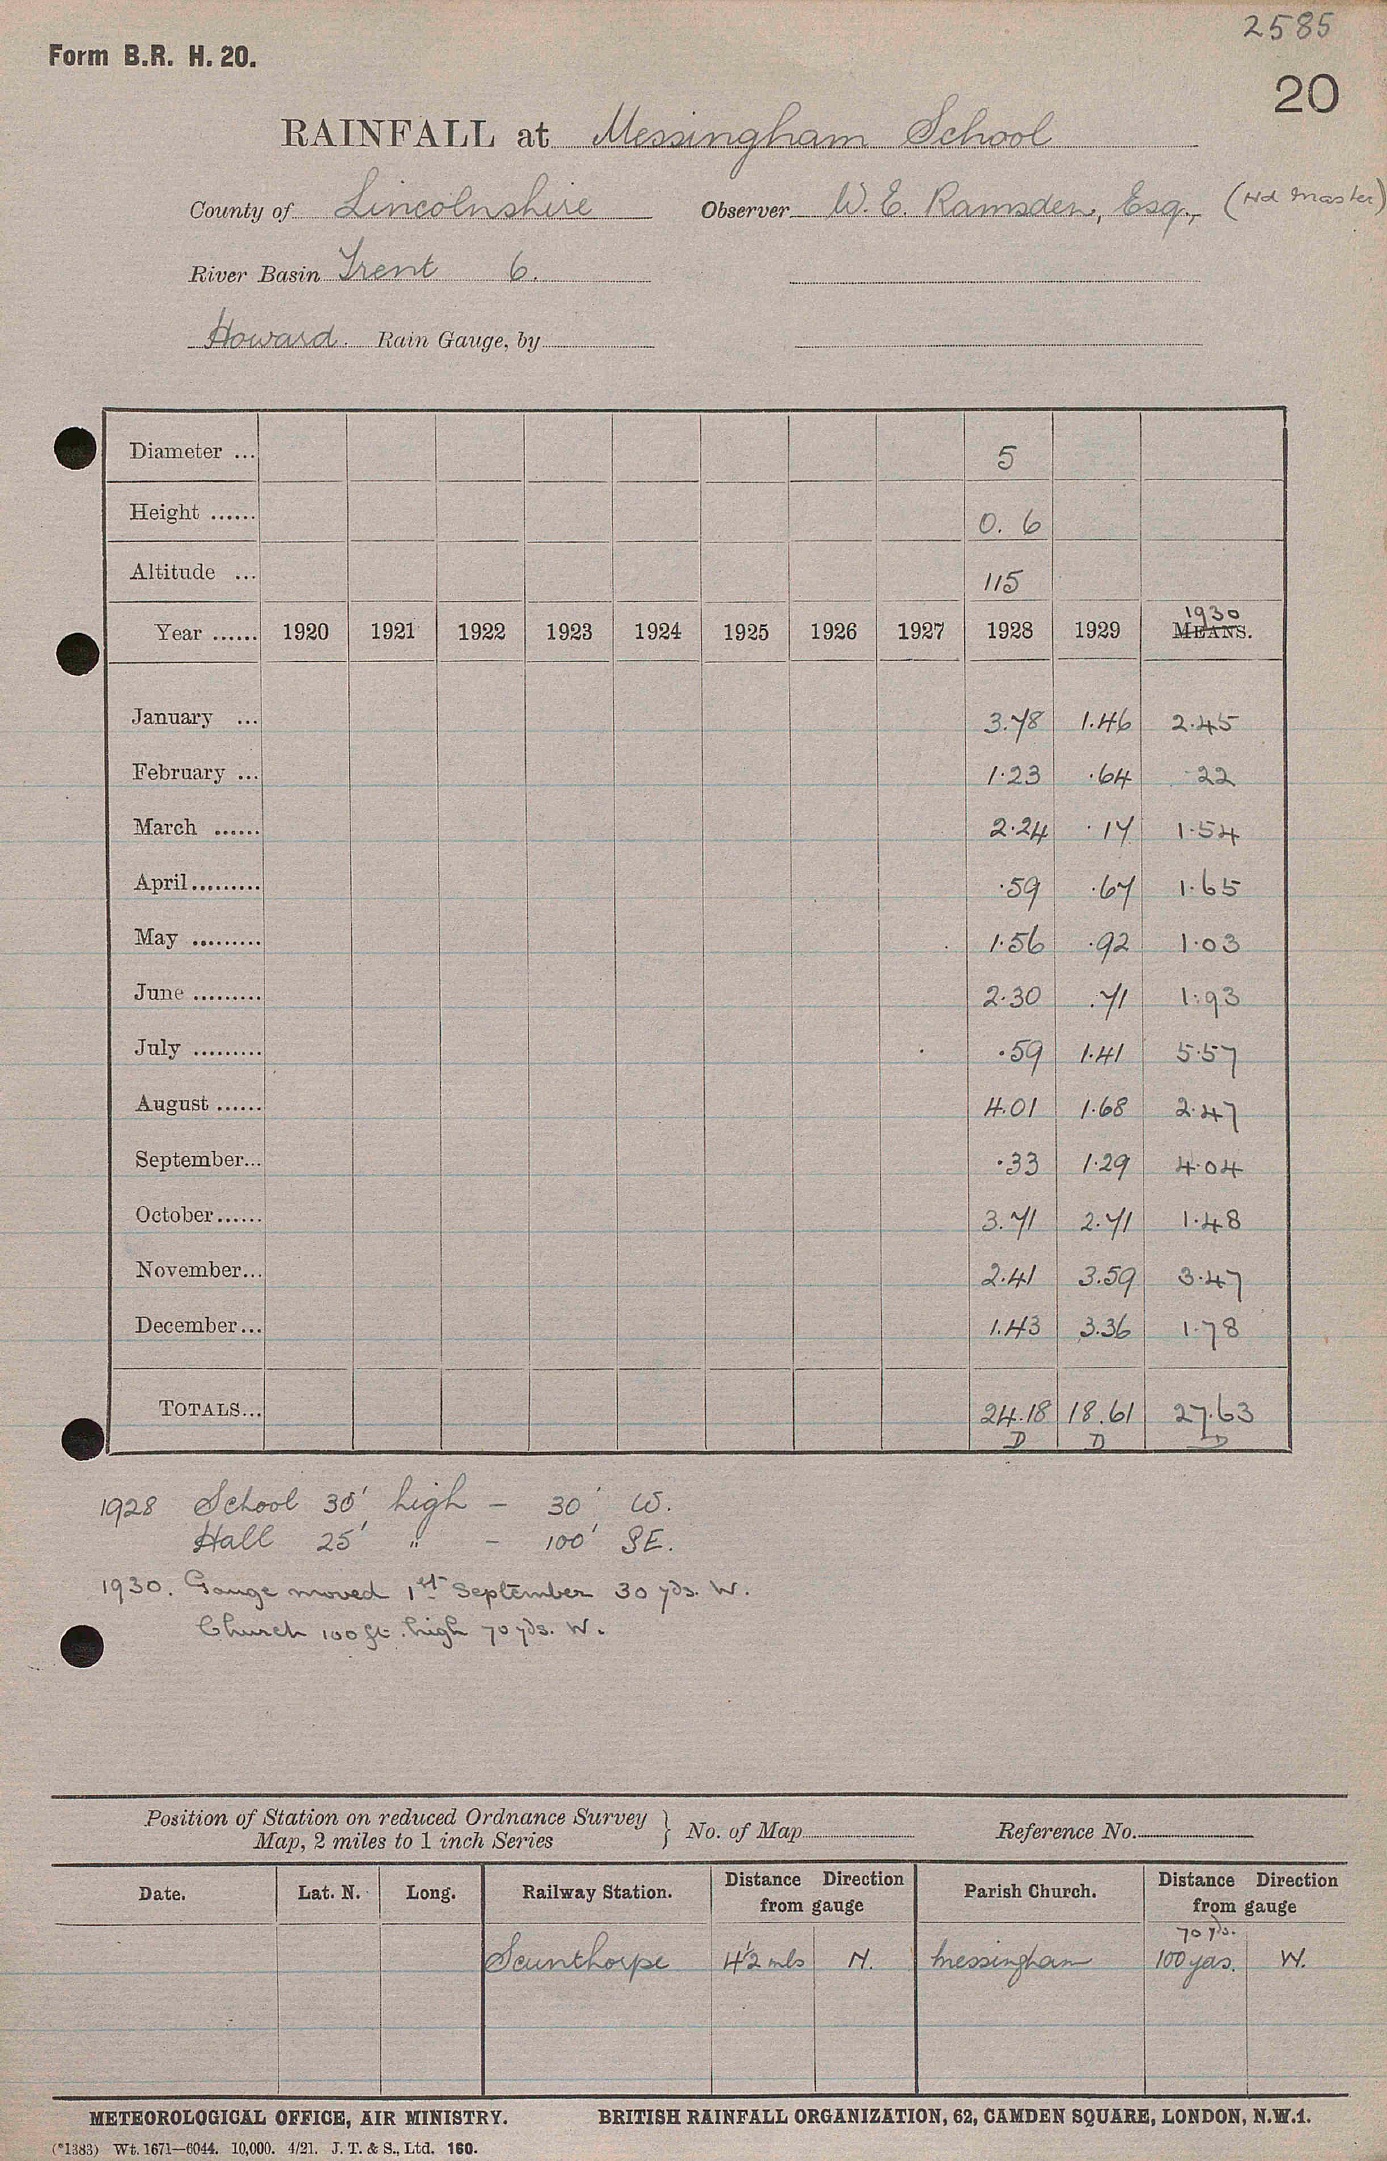 2585
Form B.R. H. 20.
20
RAINFALL at Messingham School
County of Lincolnshire Observer W. E. Ramsden, Esq., (Hd Master)
River Basin Trent 6.
Howard. Rain Gauge, by
Diameter ... 5
Height ...... 0. 6
Altitude ... 115
1930
Year ...... 1920 1921 1922 1923 1924 1925 1926 1927 1928 1929 MEANS.
January ... 3.78 1.46 2.45
February ... 1.23 .64 .22
March ...... 2.24 .17 1.54
April......... .59 .67 1.65
May ......... 1.56 .92 1.03
June ......... 2.30 .71 1.93
July ......... .59 1.41 5.57
August ...... 4.01 1.68 2.47
September... .33 1.29 4.04
October...... 3.71 2.71 1.48
November... 2.41 3.59 3.47
December... 1.43 3.36 1.78
TOTALS... 24.18 18.61 27.63
D D D
1928 School 30' high - 30' W.
Hall 25' " - 100' SE.
1930. Gauge moved 1st September 30 yds. W.
Church 100 ft. high 70 yds. W.
Position of Station on reduced Ordnance Survey
Map, 2 miles to 1 inch Series } No. of Map Reference No.
Date. Lat. N. Long. Railway Station. Distance Direction from gauge Parish Church. Distance Direction from gauge
70 yds.
Scunthorpe 4½ mls N. Messingham 100 yds. W.
METEOROLOGICAL OFFICE, AIR MINISTRY. BRITISH RAINFALL ORGANIZATION, 62, CAMDEN SQUARE, LONDON, N.W.1.
(*1383) Wt. 1671—6044. 10,000. 4/21. J. T. & S., Ltd. 160.